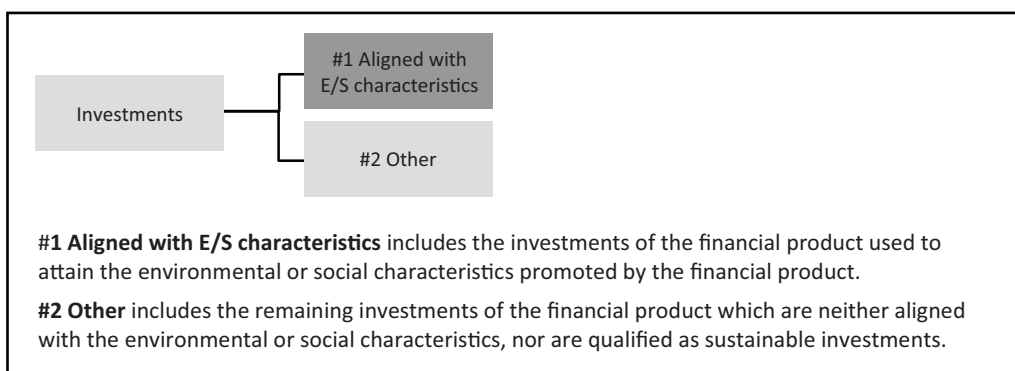 #1 Aligned with
E/S characteristics
Investments
#2 Other
#1 Aligned with E/S characteristics includes the investments of the financial product used to
attain the environmental or social characteristics promoted by the financial product.
#2 Other includes the remaining investments of the financial product which are neither aligned
with the environmental or social characteristics, nor are qualified as sustainable investments.